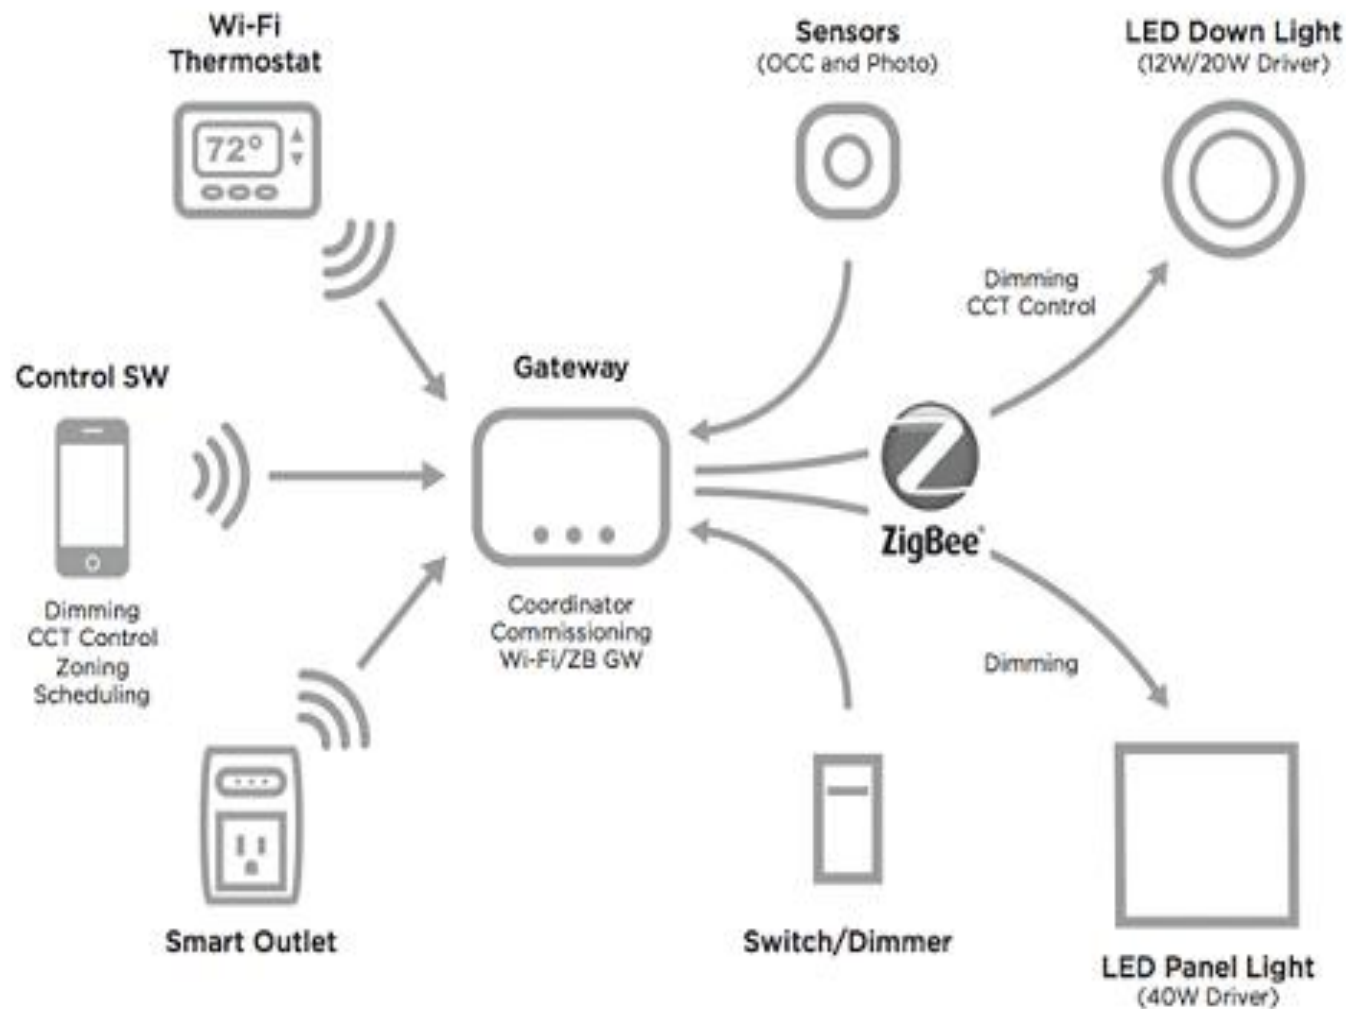 Wi-Fi
Thermostat
72°
Sensors
(OCC and Photo)
LED Down Light
(12W/20W Driver)
Dimming
CCT Control
Control SW
Gateway
ZigBee®
Dimming
CCT Control
Zoning
Scheduling
Coordinator
Commissioning
Wi-Fi/ZB GW
Dimming
Smart Outlet
Switch/Dimmer
LED Panel Light
(40W Driver)